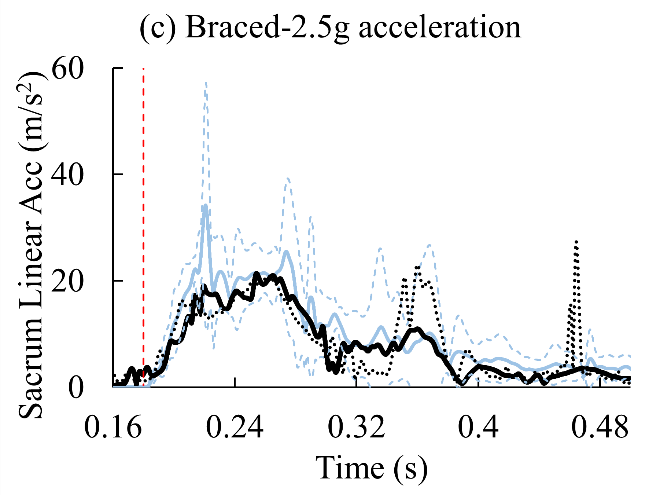 (c) Braced-2.5g acceleration
Sacrum Linear Acc (m/s²)
60
40
20
0
0.16 0.24 0.32 0.4 0.48
Time (s)